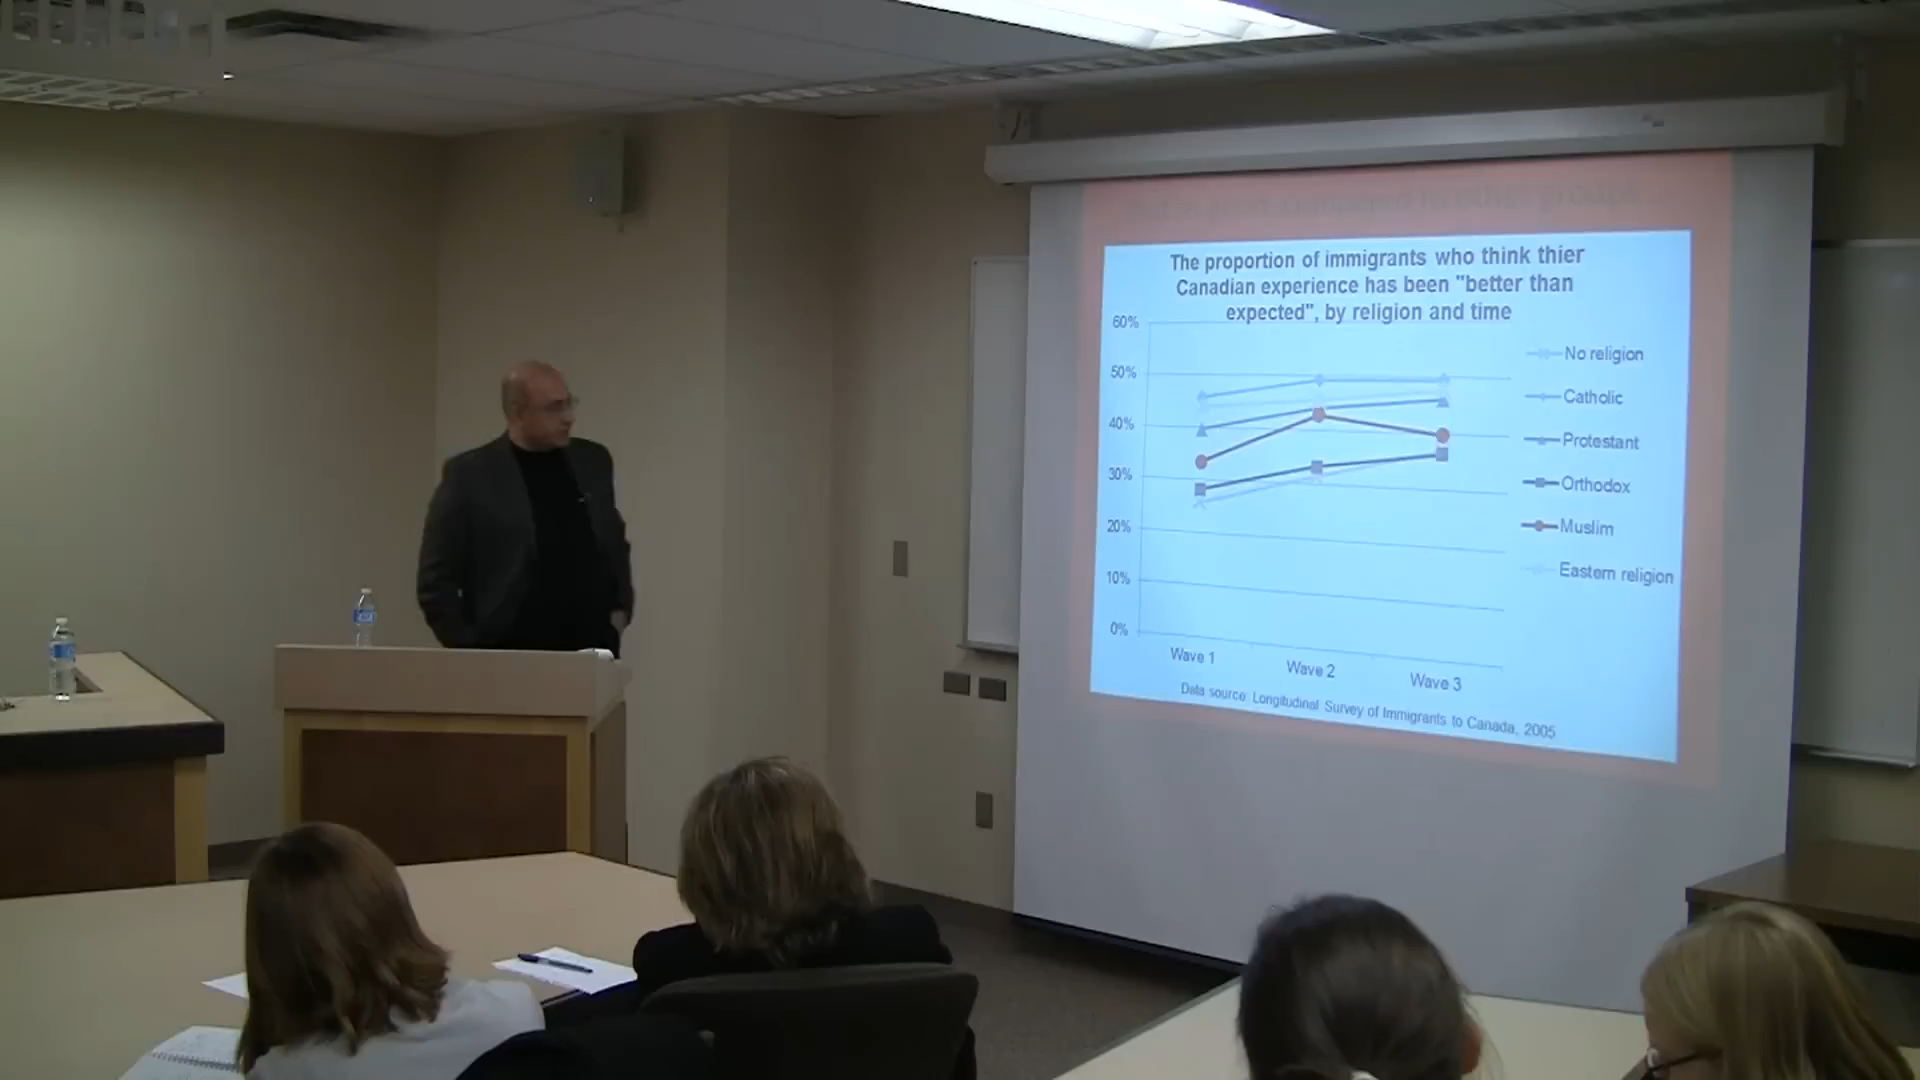 The proportion of immigrants who think thier
Canadian experience has been "better than
expected", by religion and time
60%
50%
40%
30%
20%
10%
0%
Wave 1
Wave 2
Wave 3
No religion
Catholic
Protestant
Orthodox
Muslim
Eastern religion
Data source: Longitudinal Survey of Immigrants to Canada, 2005